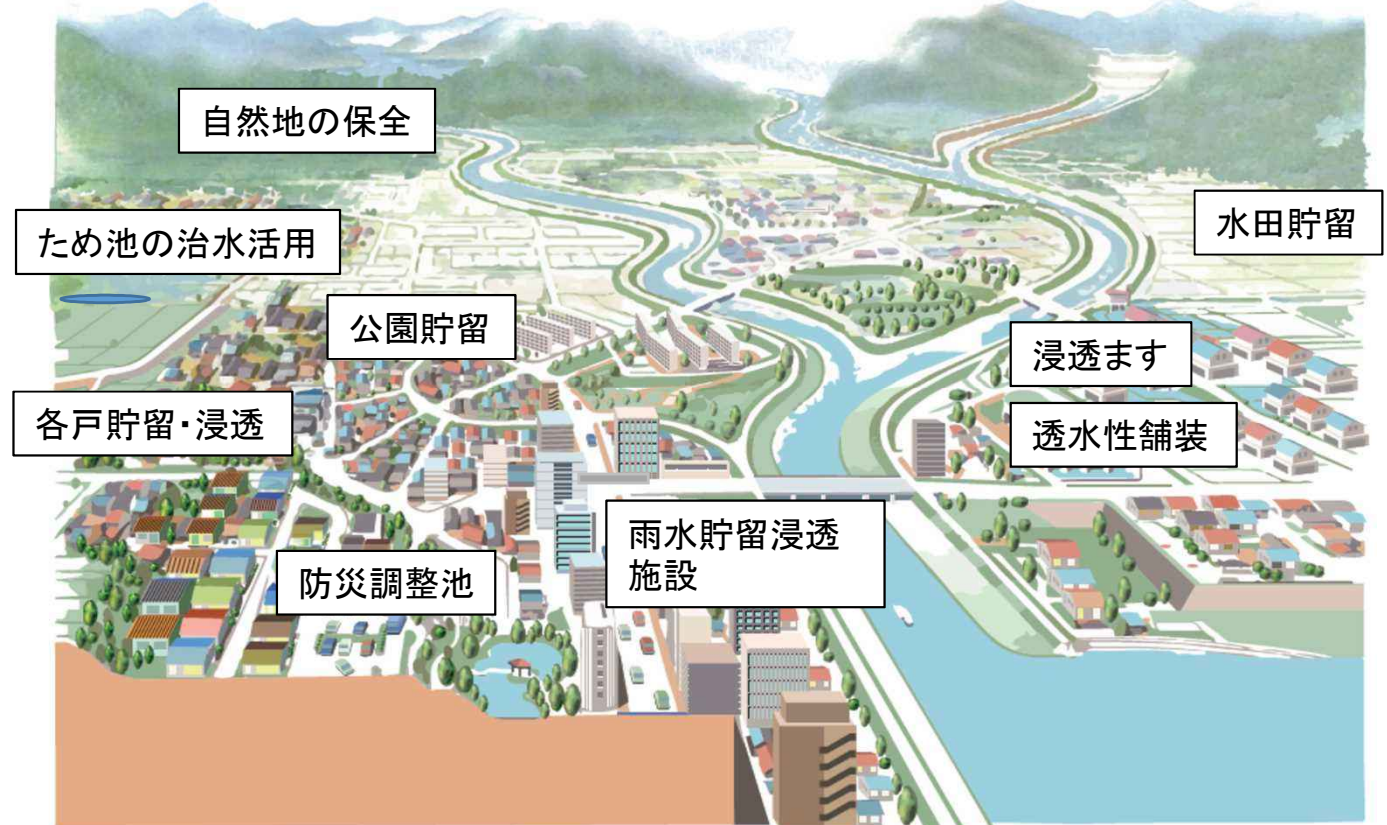 自然地の保全
水田貯留
ため池の治水活用
公園貯留
浸透ます
各戸貯留・浸透
透水性舗装
雨水貯留浸透
施設
防災調整池